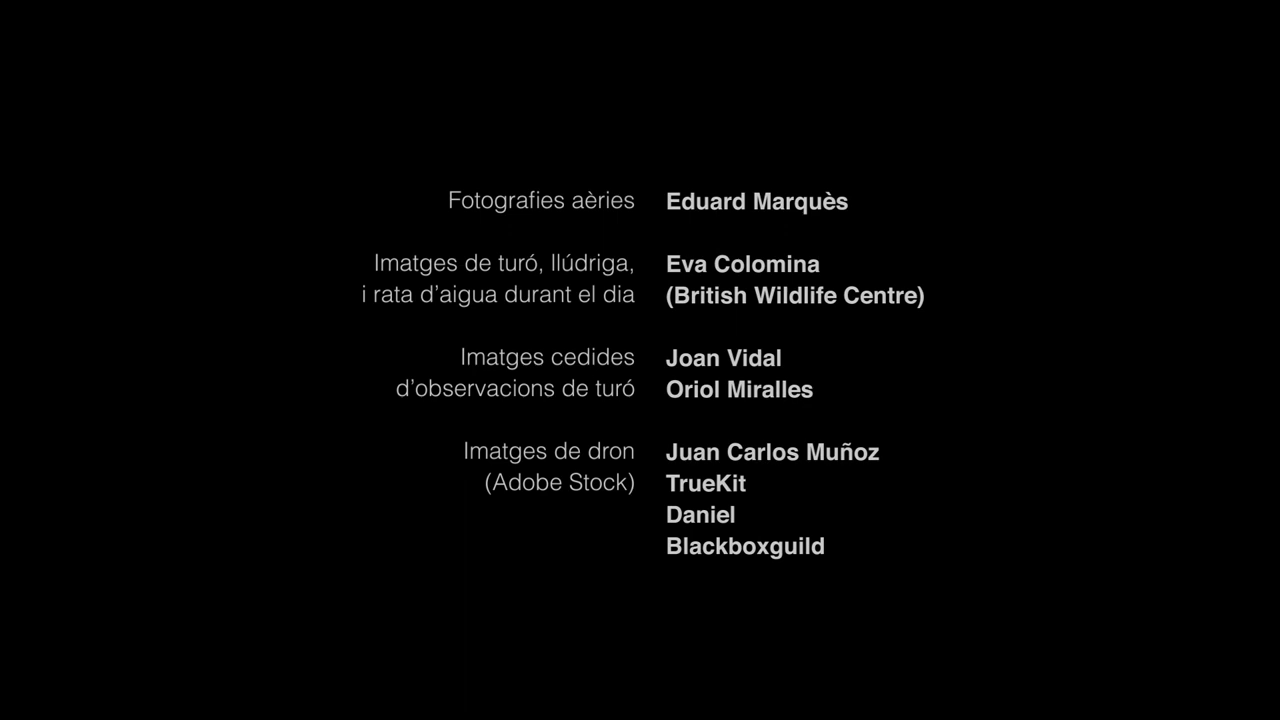 Fotografies aèries Eduard Marquès
Imatges de turó, llúdriga, Eva Colomina
i rata d’aigua durant el dia (British Wildlife Centre)
Imatges cedides Joan Vidal
d’observacions de turó Oriol Miralles
Imatges de dron Juan Carlos Muñoz
(Adobe Stock) TrueKit
Daniel
Blackboxguild